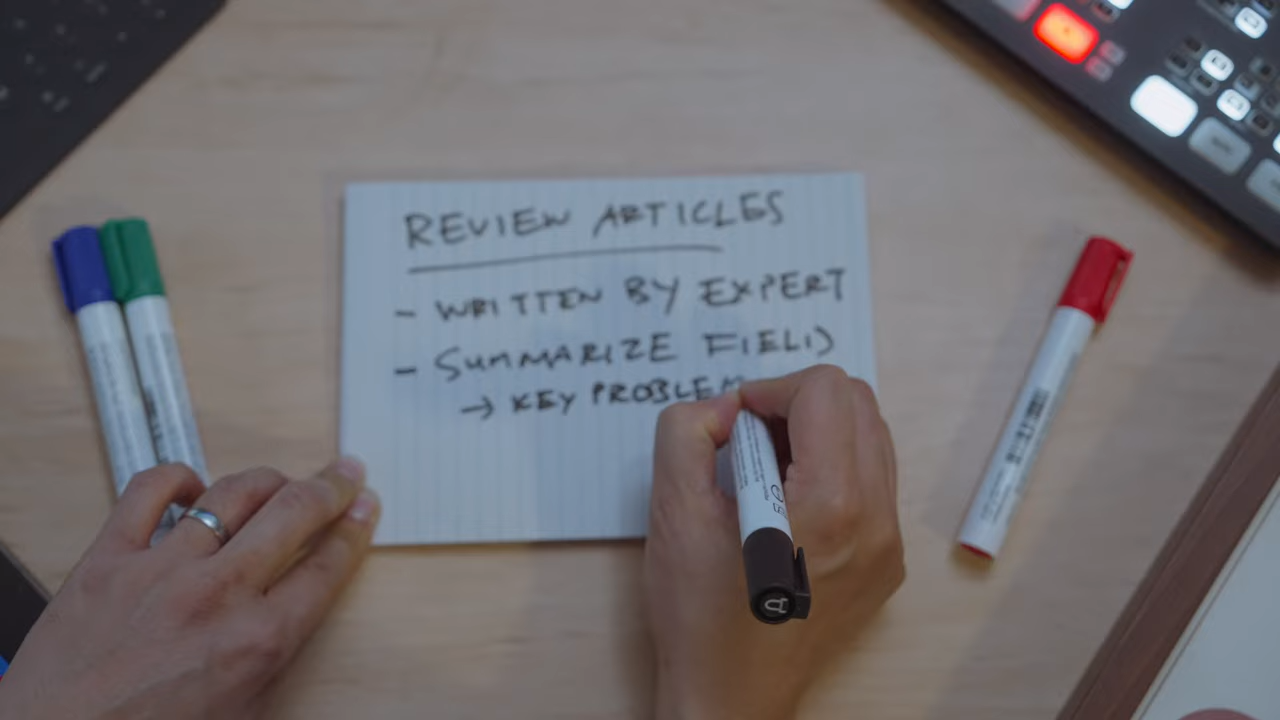 REVIEW ARTICLES
- WRITTEN BY EXPERT
- SUMMARIZE FIELD
→ KEY PROBLEM